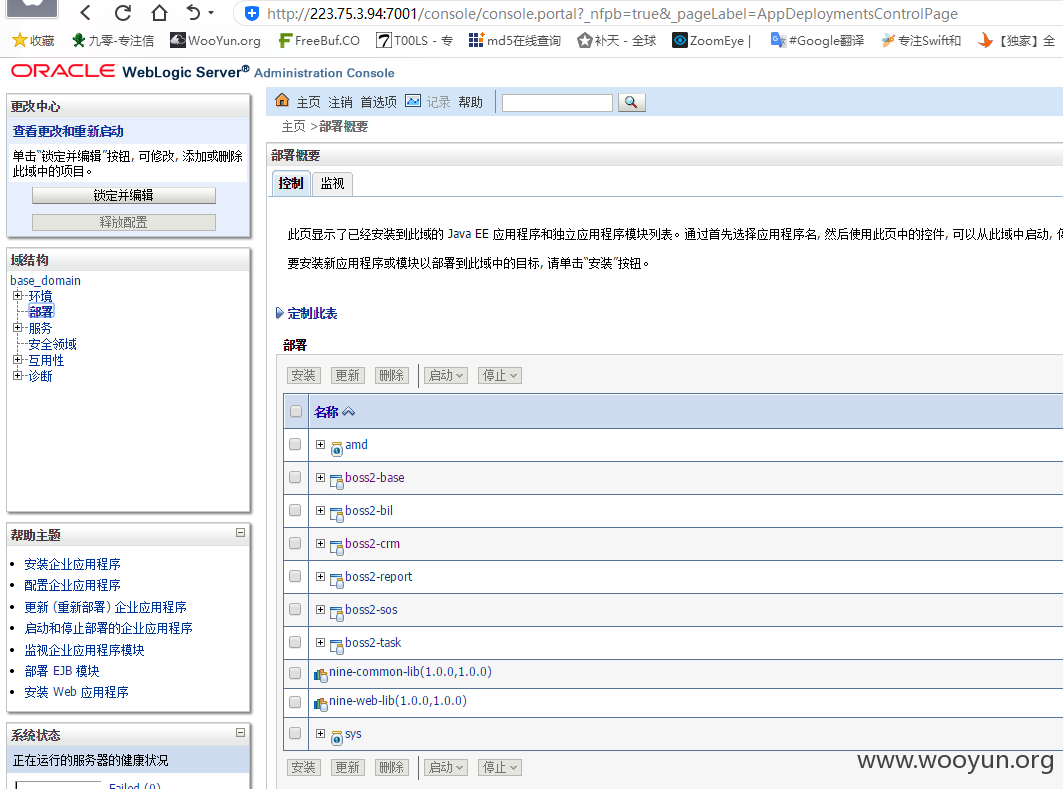 http://223.75.3.94:7001/console/console.portal?_nfpb=true&_pageLabel=AppDeploymentsControlPage
收藏 九零-专注信 WooYun.org FreeBuf.CO T00LS - 专 md5在线查询 补天 - 全球 ZoomEye | #Google翻译 专注Swift和 【独家】全
ORACLE WebLogic Server® Administration Console
更改中心
查看更改和重新启动
单击"锁定并编辑"按钮, 可修改, 添加或删除
此域中的项目。
锁定并编辑
释放配置
域结构
base_domain
环境
部署
服务
安全领域
互用性
诊断
帮助主题
安装企业应用程序
配置企业应用程序
更新 (重新部署) 企业应用程序
启动和停止部署的企业应用程序
监视企业应用程序模块
部署 EJB 模块
安装 Web 应用程序
系统状态
正在运行的服务器的健康状况
Failed (0)
主页 注销 首选项 记录 帮助
主页 >部署概要
部署概要
控制 监视
此页显示了已经安装到此域的 Java EE 应用程序和独立应用程序模块列表。通过首先选择应用程序名, 然后使用此页中的控件, 可以从此域中启动,
要安装新应用程序或模块以部署到此域中的目标, 请单击"安装"按钮。
定制此表
部署
安装 更新 删除 启动 停止
名称
amd
boss2-base
boss2-bil
boss2-crm
boss2-report
boss2-sos
boss2-task
nine-common-lib(1.0.0,1.0.0)
nine-web-lib(1.0.0,1.0.0)
sys
安装 更新 删除 启动 停止
www.wooyun.org